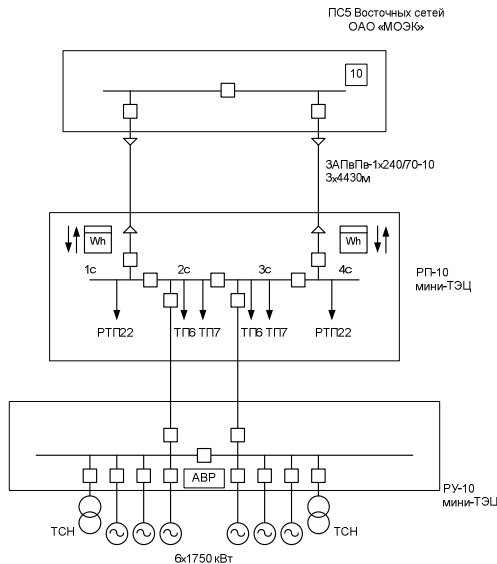 ПС5 Восточных сетей
ОАО «МОЭК»
10
ЗАПвПв-1х240/70-10
3х4430м
Wh
Wh
1с
2с
3с
4с
РП-10
мини-ТЭЦ
РТП22
ТП6 ТП7
ТП6 ТП7
РТП22
АВР
РУ-10
мини-ТЭЦ
ТСН
ТСН
6х1750 кВт